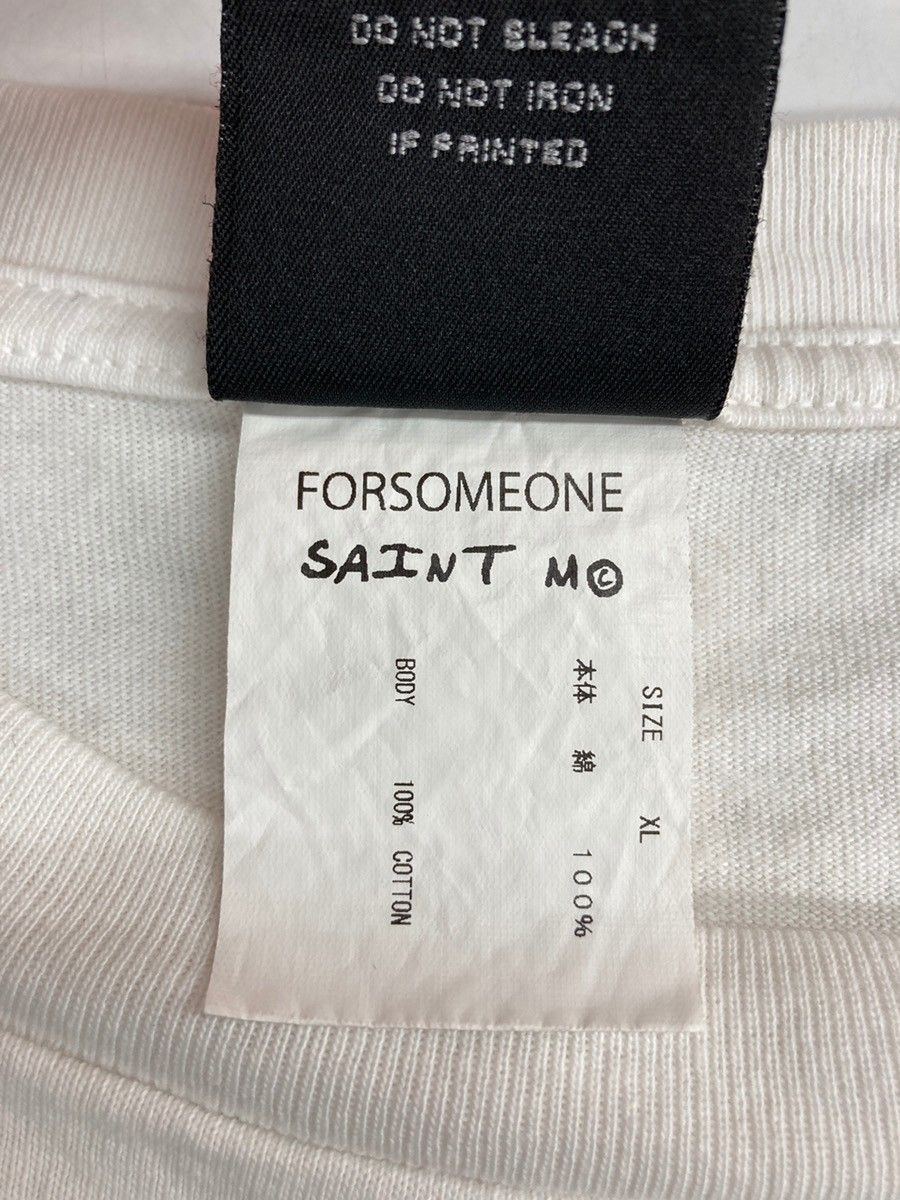 DO NOT BLEACH
DO NOT IRON
IF PRINTED
FORSOMEONE
SAINT M©
SIZE XL
本体 綿 100%
BODY 100% COTTON